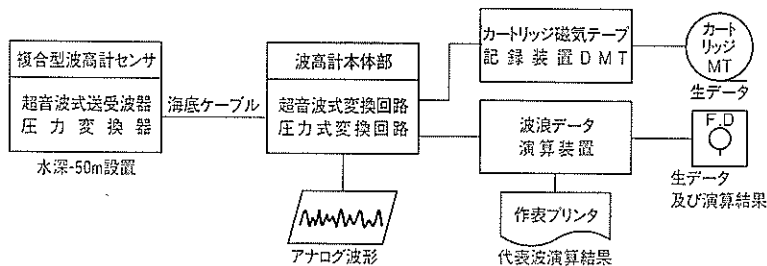 複合型波高計センサ
超音波式送受波器
圧力変換器
水深-50m設置
海底ケーブル
波高計本体部
超音波式変換回路
圧力式変換回路
アナログ波形
カートリッジ磁気テープ
記録装置DMT
カート
リッジ
MT
生データ
波浪データ
演算装置
F.D
生データ
及び演算結果
作表プリンタ
代表波演算結果